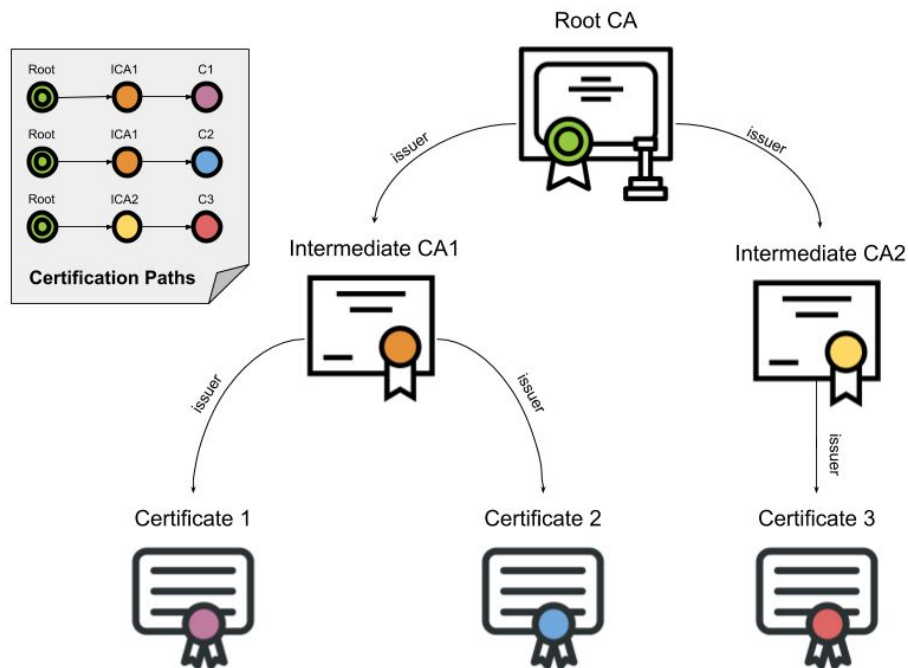 Root CA
Root ICA1 C1
Root ICA1 C2
Root ICA2 C3
Certification Paths
issuer
issuer
Intermediate CA1
Intermediate CA2
issuer
issuer
issuer
Certificate 1
Certificate 2
Certificate 3